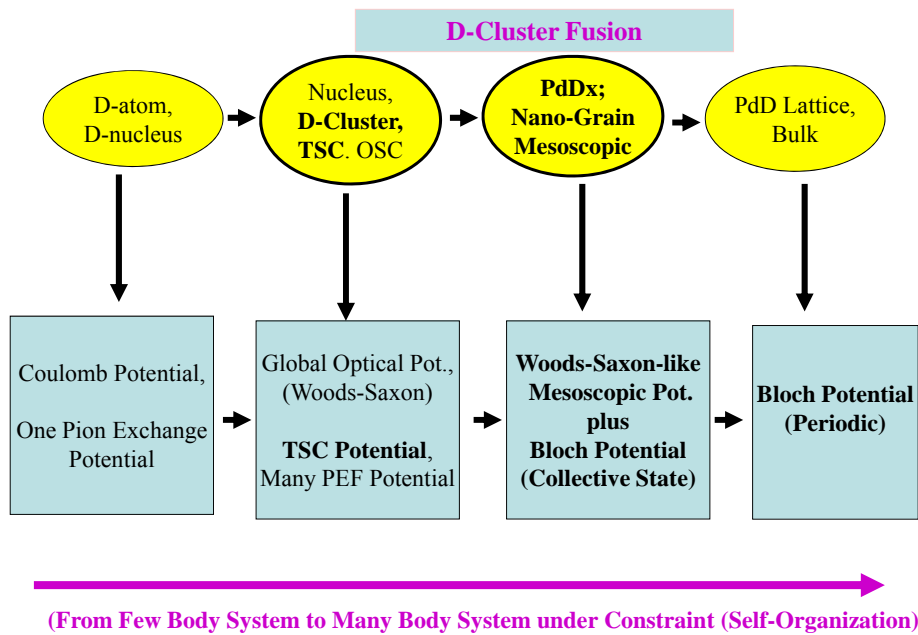 D-Cluster Fusion
D-atom,
D-nucleus
Nucleus,
D-Cluster,
TSC. OSC
PdDx;
Nano-Grain
Mesoscopic
PdD Lattice,
Bulk
Coulomb Potential,
One Pion Exchange
Potential
Global Optical Pot.,
(Woods-Saxon)
TSC Potential,
Many PEF Potential
Woods-Saxon-like
Mesoscopic Pot.
plus
Bloch Potential
(Collective State)
Bloch Potential
(Periodic)
(From Few Body System to Many Body System under Constraint (Self-Organization)